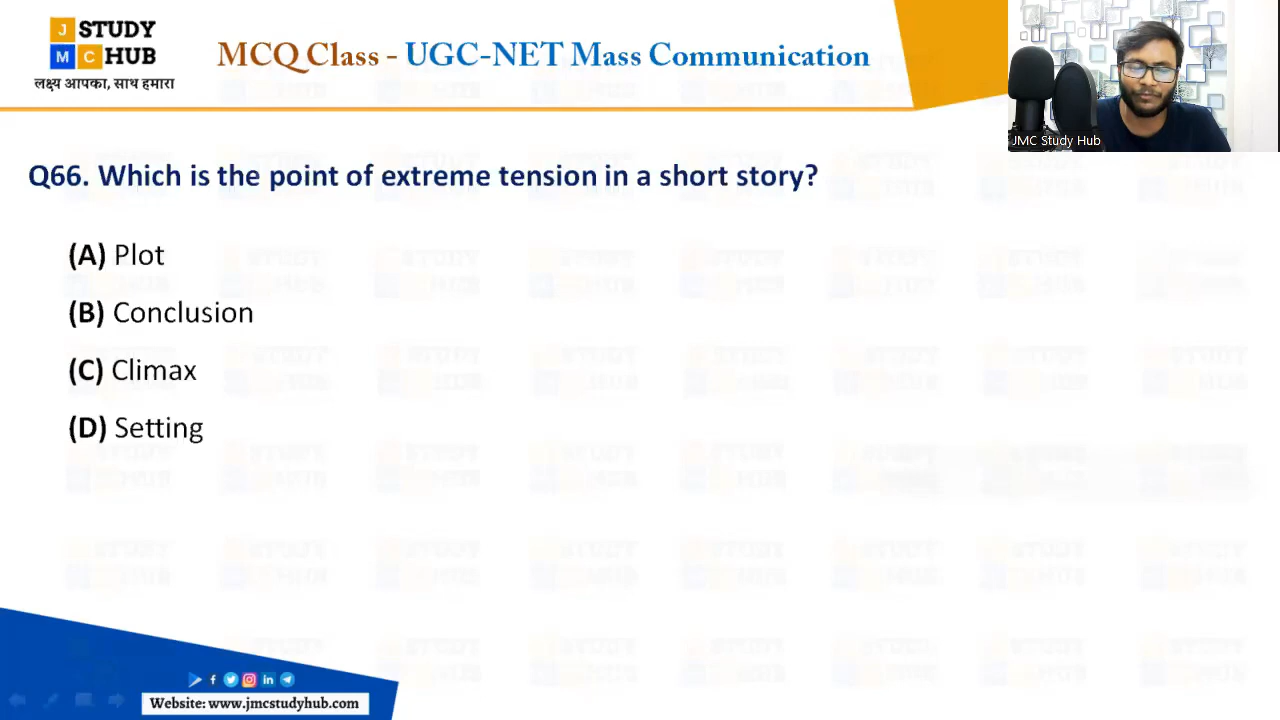 J STUDY
M C HUB
लक्ष्य आपका, साथ हमारा
MCQ Class - UGC-NET Mass Communication
JMC Study Hub
Q66. Which is the point of extreme tension in a short story?
(A) Plot
(B) Conclusion
(C) Climax
(D) Setting
Website: www.jmcstudyhub.com